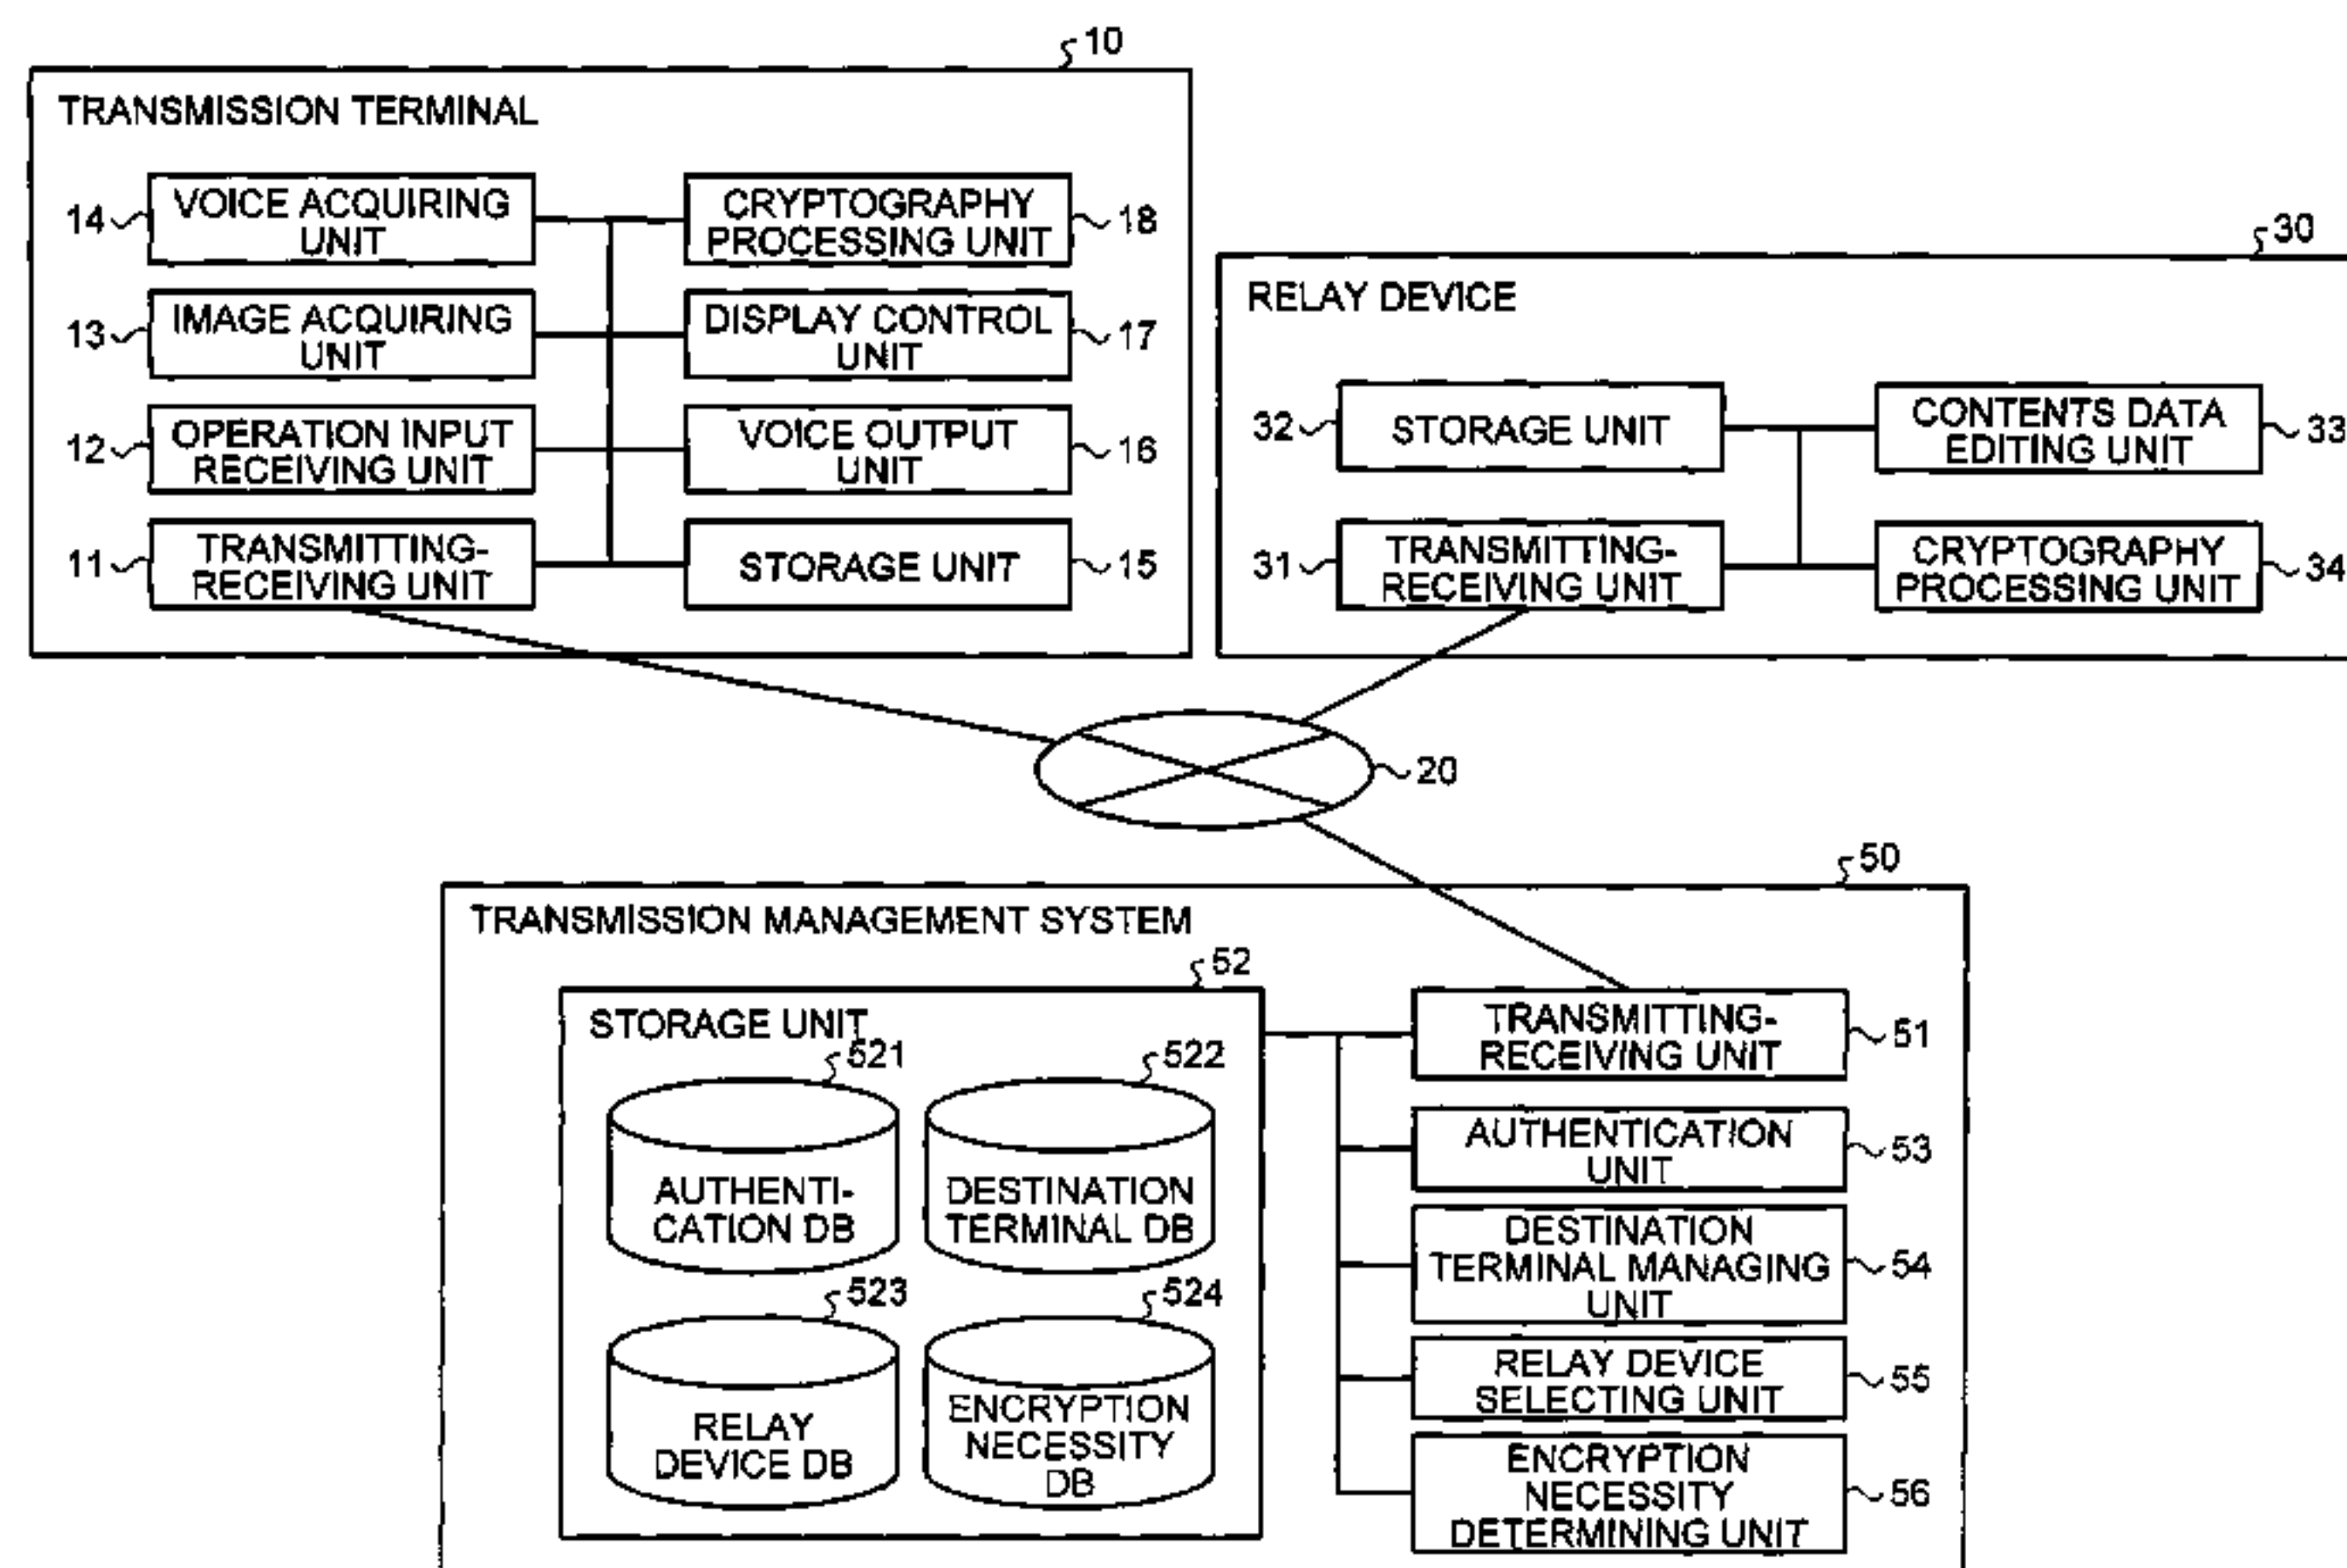 10
TRANSMISSION TERMINAL
14
VOICE ACQUIRING
UNIT
CRYPTOGRAPHY
PROCESSING UNIT
18
13
IMAGE ACQUIRING
UNIT
DISPLAY CONTROL
UNIT
17
12
OPERATION INPUT
RECEIVING UNIT
VOICE OUTPUT
UNIT
16
11
TRANSMITTING-
RECEIVING UNIT
STORAGE UNIT
15
30
RELAY DEVICE
32
STORAGE UNIT
CONTENTS DATA
EDITING UNIT
33
31
TRANSMITTING-
RECEIVING UNIT
CRYPTOGRAPHY
PROCESSING UNIT
34
20
50
TRANSMISSION MANAGEMENT SYSTEM
52
STORAGE UNIT
521
AUTHENTI-
CATION DB
522
DESTINATION
TERMINAL DB
523
RELAY
DEVICE DB
524
ENCRYPTION
NECESSITY
DB
TRANSMITTING-
RECEIVING UNIT
51
AUTHENTICATION
UNIT
53
DESTINATION
TERMINAL MANAGING
UNIT
54
RELAY DEVICE
SELECTING UNIT
55
ENCRYPTION
NECESSITY
DETERMINING UNIT
56